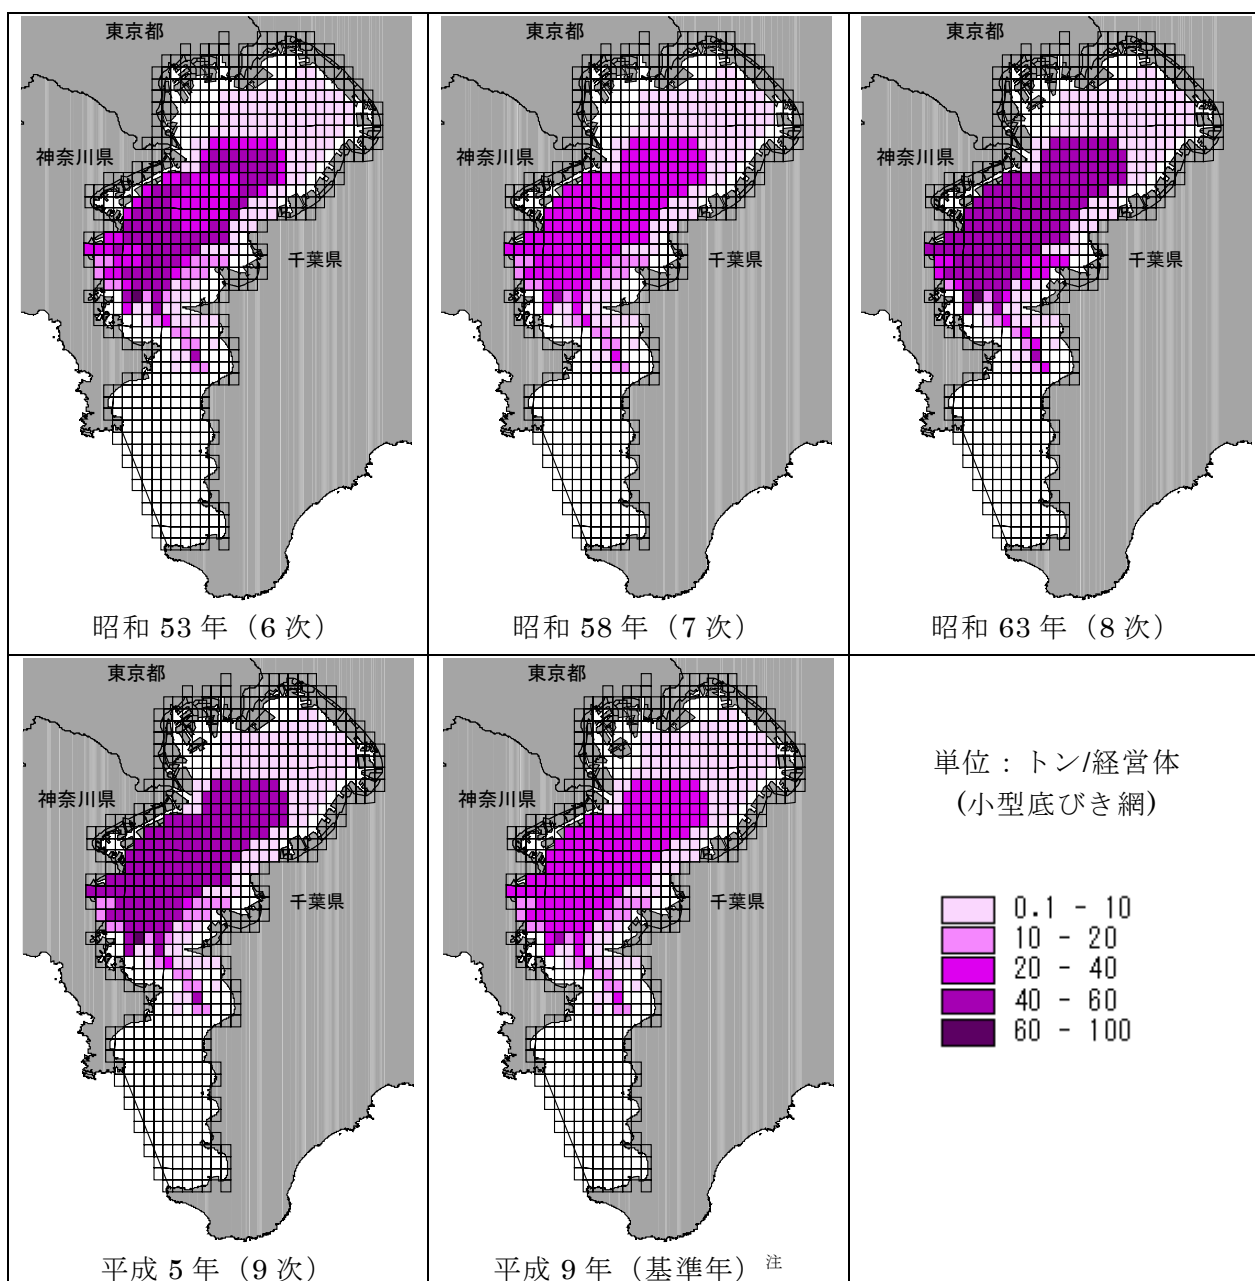 東京都
神奈川県
千葉県
昭和 53 年（6 次）
東京都
神奈川県
千葉県
昭和 58 年（7 次）
東京都
神奈川県
千葉県
昭和 63 年（8 次）
東京都
神奈川県
千葉県
平成 5 年（9 次）
東京都
神奈川県
千葉県
平成 9 年（基準年）注
単位：トン/経営体
(小型底びき網)
0.1 - 10
10 - 20
20 - 40
40 - 60
60 - 100